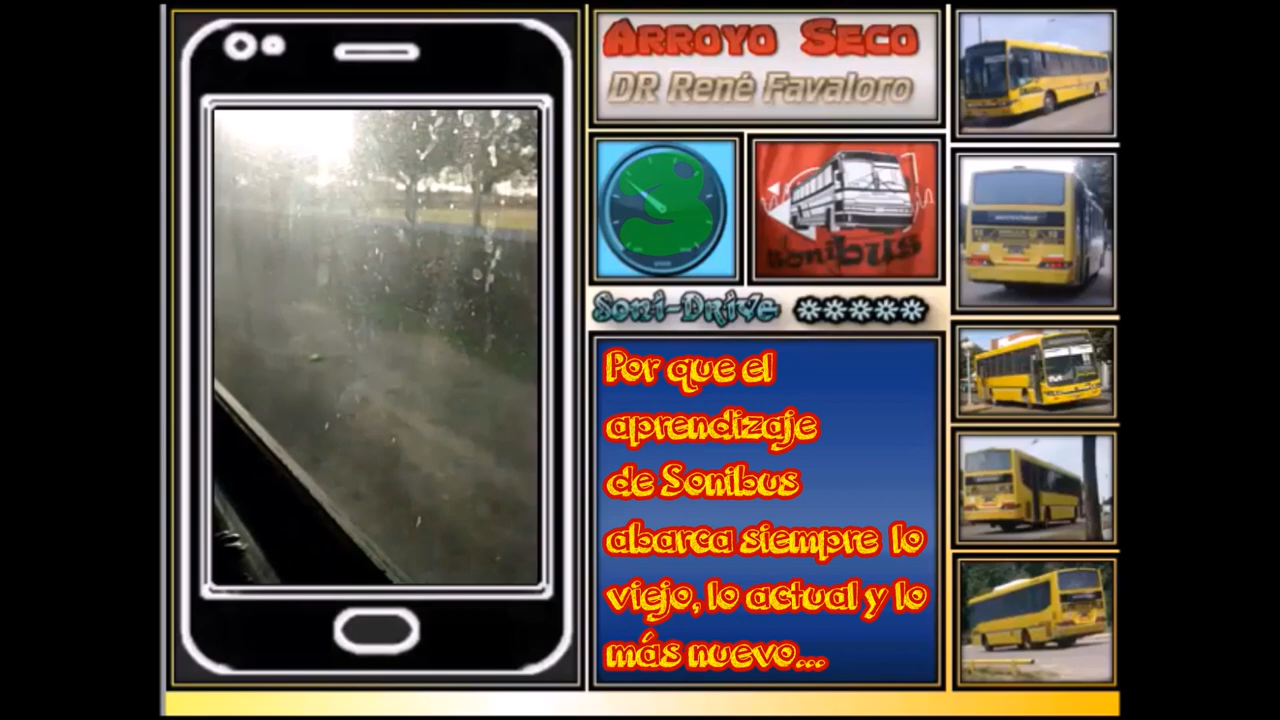 Arroyo Seco
DR René Favaloro
Sonibus
Soni-Drive ✲✲✲✲✲
Por que el
aprendizaje
de Sonibus
abarca siempre lo
viejo, lo actual y lo
más nuevo...